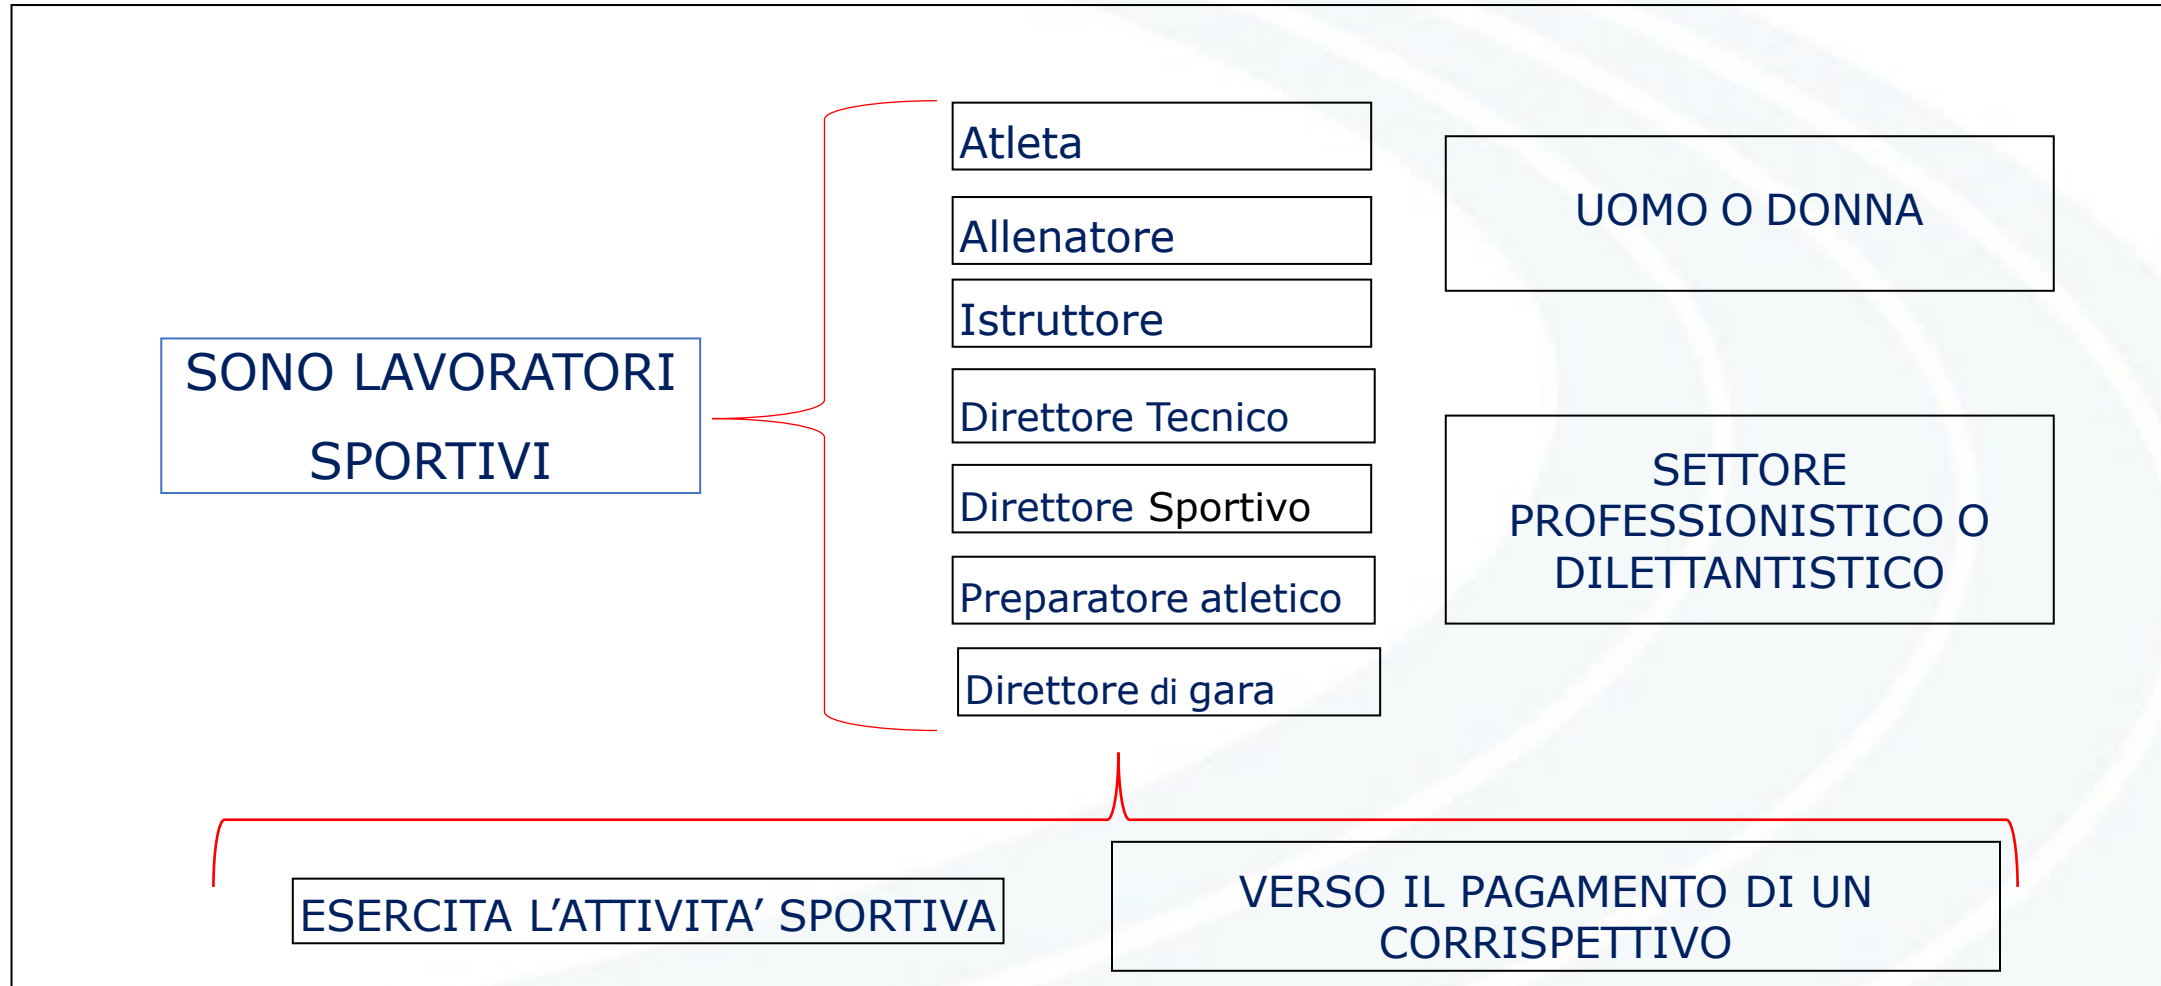 SONO LAVORATORI
SPORTIVI
Atleta
Allenatore
Istruttore
Direttore Tecnico
Direttore Sportivo
Preparatore atletico
Direttore di gara
UOMO O DONNA
SETTORE
PROFESSIONISTICO O
DILETTANTISTICO
ESERCITA L’ATTIVITA’ SPORTIVA
VERSO IL PAGAMENTO DI UN
CORRISPETTIVO